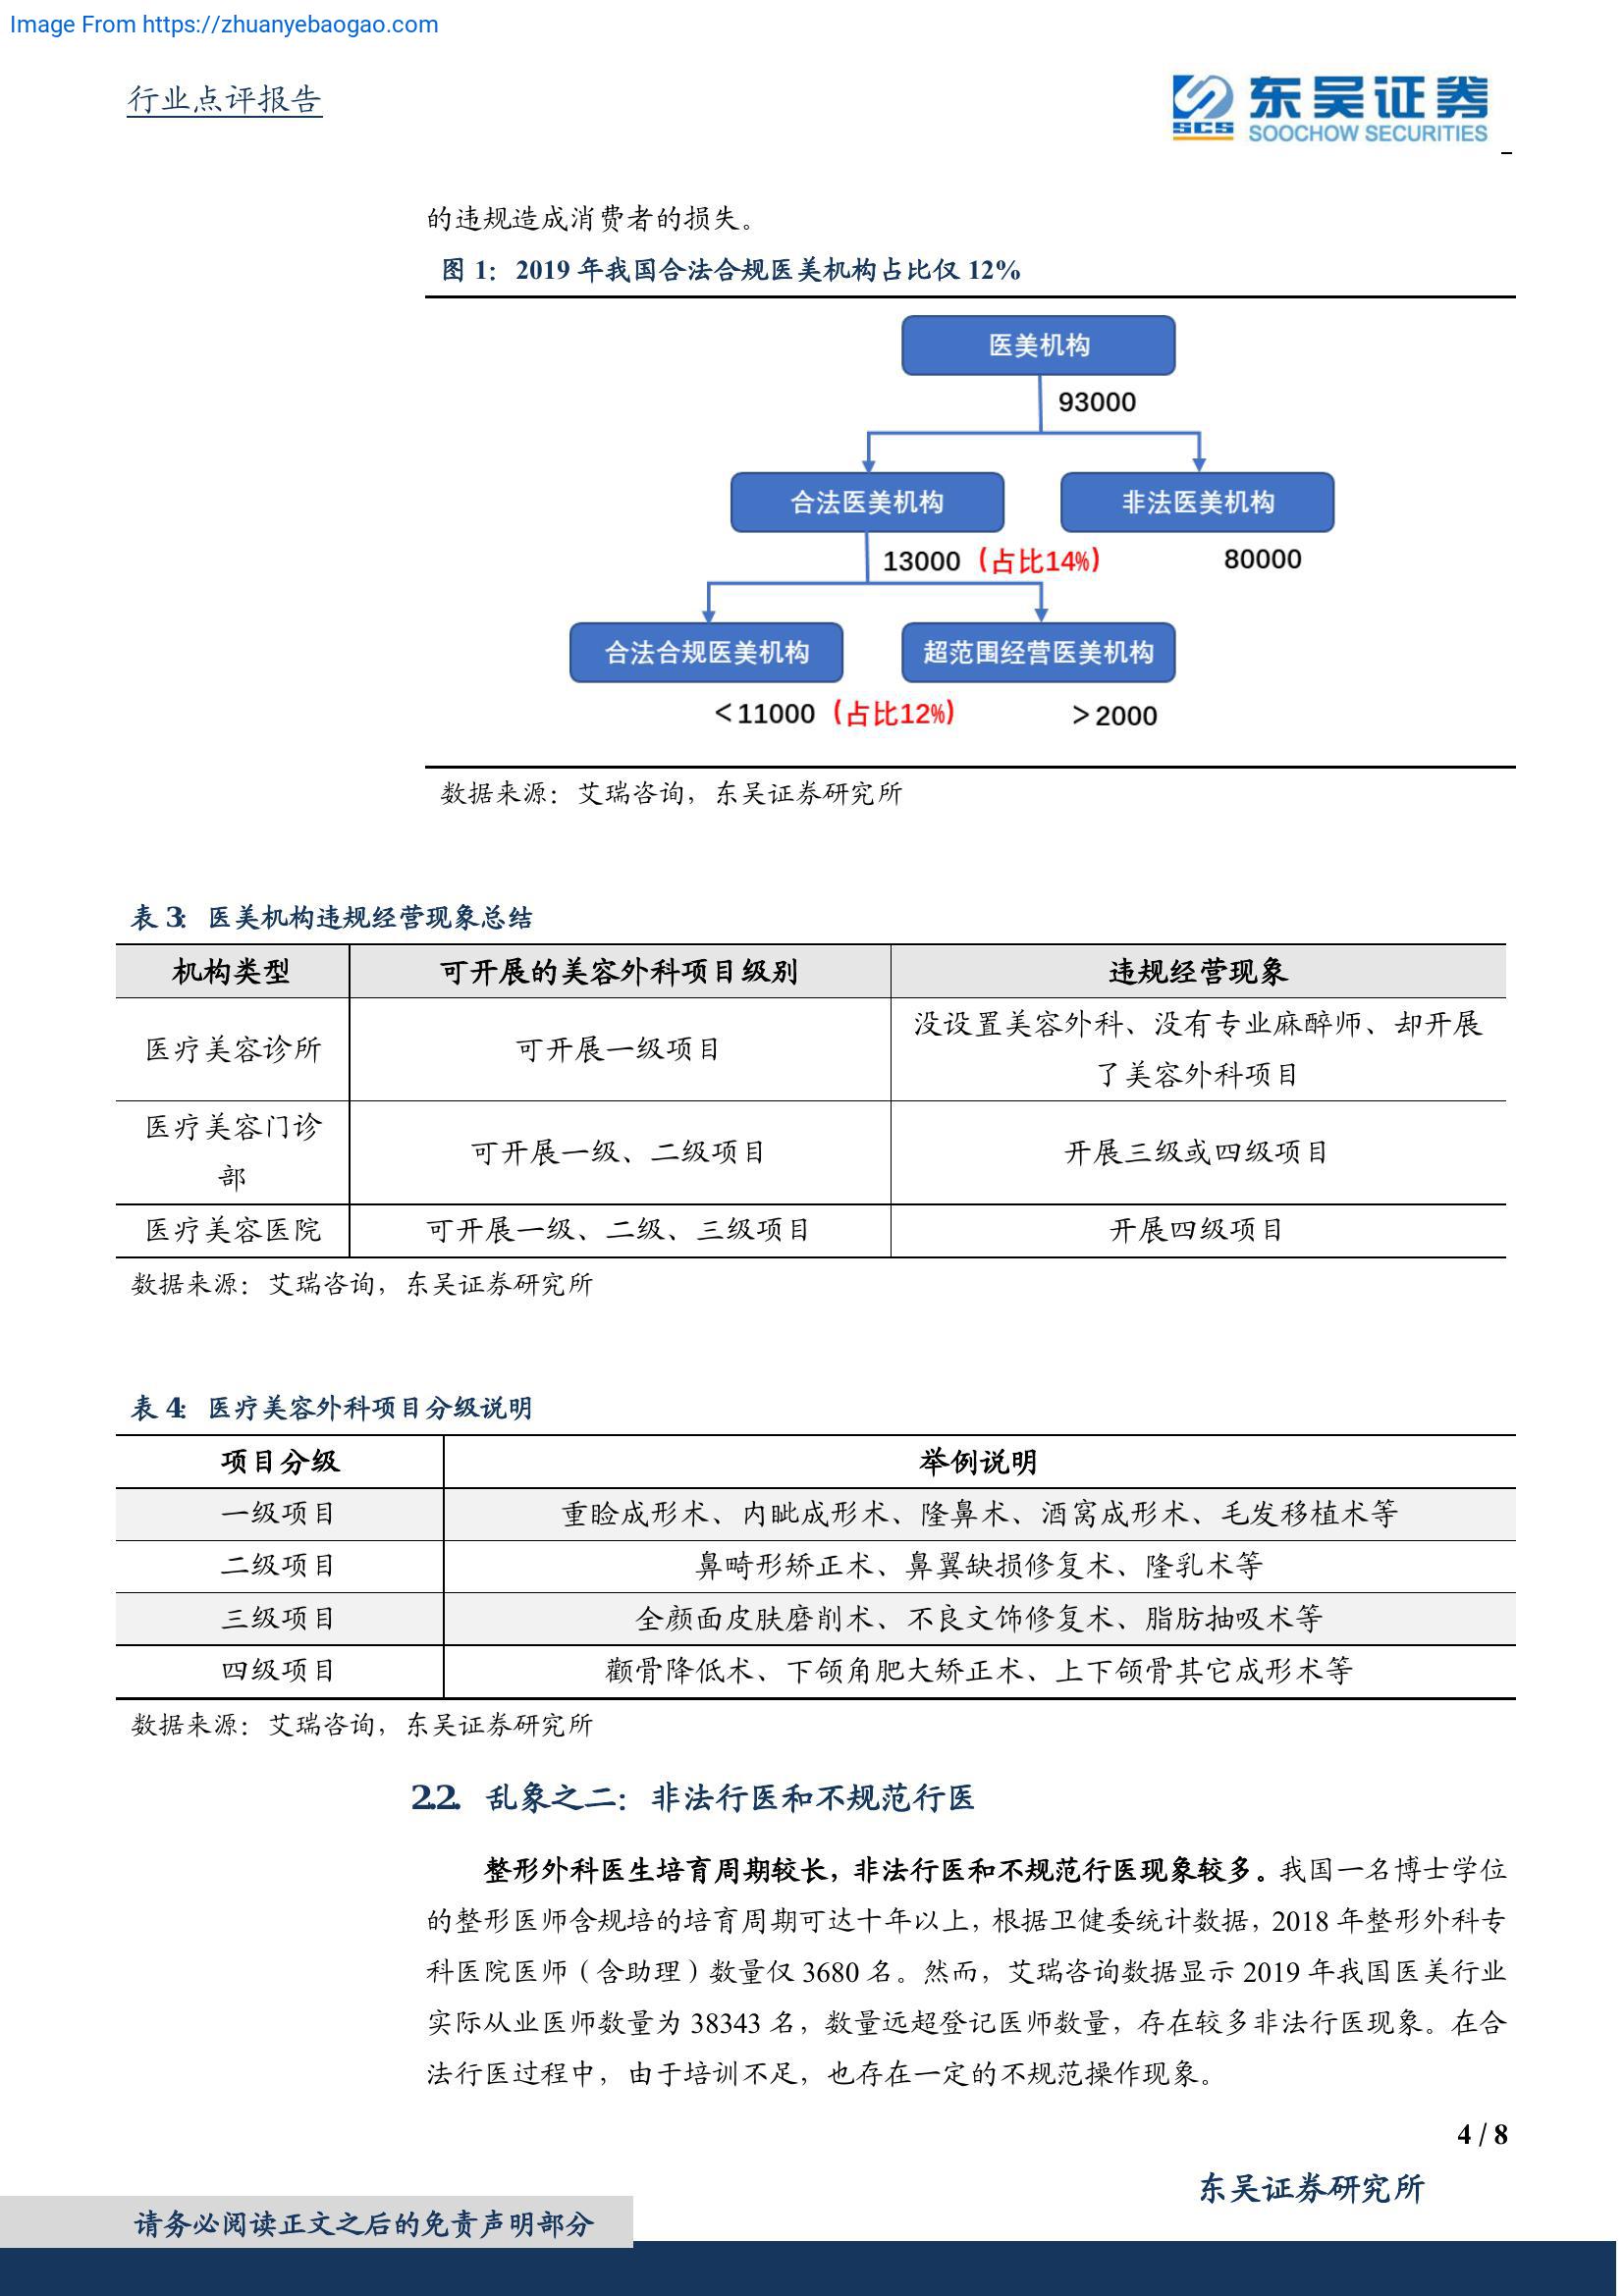 Image From https://zhuanyebaogao.com
行业点评报告
SCS 东吴证券
SOOCHOW SECURITIES
的违规造成消费者的损失。
图 1： 2019 年我国合法合规医美机构占比仅 12%
医美机构
93000
合法医美机构 非法医美机构
13000（占比14%） 80000
合法合规医美机构 超范围经营医美机构
＜11000（占比12%） ＞2000
数据来源：艾瑞咨询，东吴证券研究所
表 3: 医美机构违规经营现象总结
机构类型 可开展的美容外科项目级别 违规经营现象
医疗美容诊所 可开展一级项目 没设置美容外科、没有专业麻醉师、却开展
了美容外科项目
医疗美容门诊
部 可开展一级、二级项目 开展三级或四级项目
医疗美容医院 可开展一级、二级、三级项目 开展四级项目
数据来源：艾瑞咨询，东吴证券研究所
表 4: 医疗美容外科项目分级说明
项目分级 举例说明
一级项目 重睑成形术、内眦成形术、隆鼻术、酒窝成形术、毛发移植术等
二级项目 鼻畸形矫正术、鼻翼缺损修复术、隆乳术等
三级项目 全颜面皮肤磨削术、不良文饰修复术、脂肪抽吸术等
四级项目 颧骨降低术、下颌角肥大矫正术、上下颌骨其它成形术等
数据来源：艾瑞咨询，东吴证券研究所
2.2. 乱象之二：非法行医和不规范行医
整形外科医生培育周期较长，非法行医和不规范行医现象较多。我国一名博士学位
的整形医师含规培的培育周期可达十年以上，根据卫健委统计数据，2018 年整形外科专
科医院医师（含助理）数量仅 3680 名。然而，艾瑞咨询数据显示 2019 年我国医美行业
实际从业医师数量为 38343 名，数量远超登记医师数量，存在较多非法行医现象。在合
法行医过程中，由于培训不足，也存在一定的不规范操作现象。
4 / 8
东吴证券研究所
请务必阅读正文之后的免责声明部分